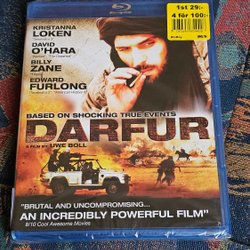 1st 29:-
4 för 100:-
KRISTANNA
LOKEN
DAVID
O'HARA
BILLY
ZANE
EDWARD
FURLONG
BASED ON SHOCKING TRUE EVENTS
DARFUR
A FILM BY UWE BOLL
"BRUTAL AND UNCOMPROMISING...
AN INCREDIBLY POWERFUL FILM"
8/10 Cool Awesome Movies